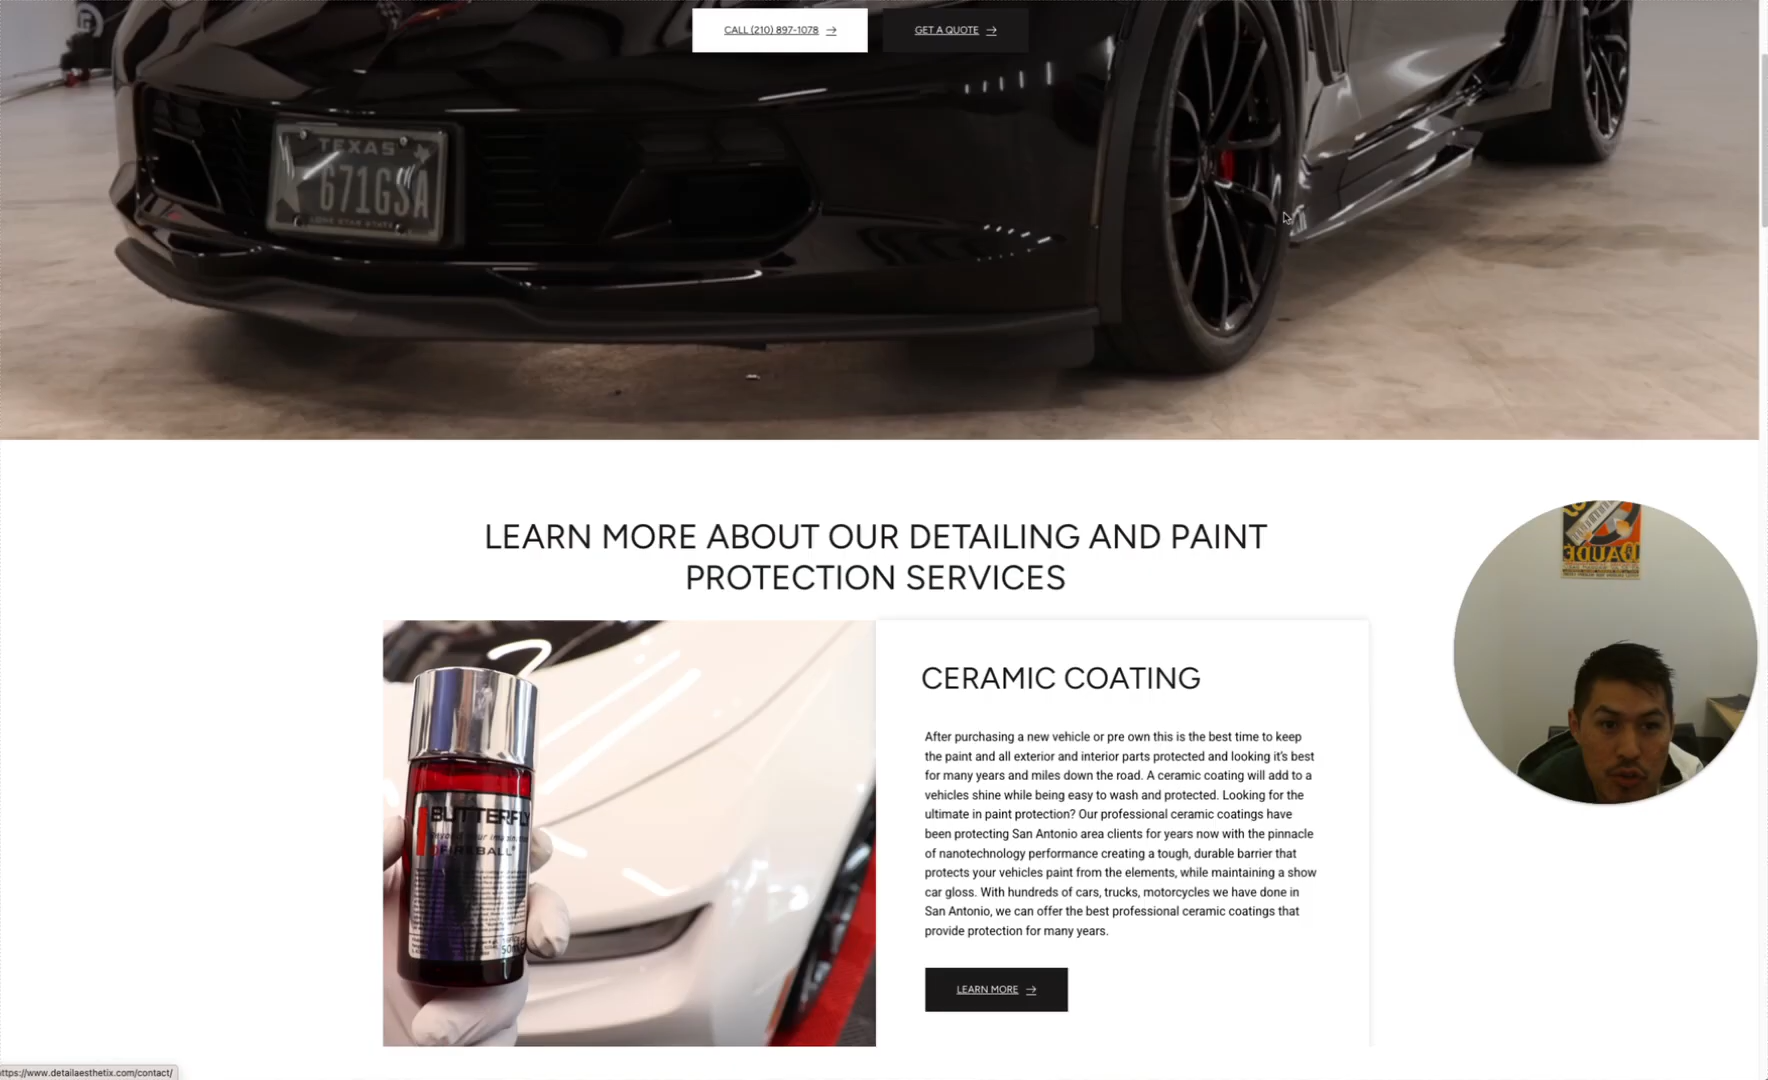 CALL (210) 897-1078 →
GET A QUOTE →
TEXAS
671GSA
LONE STAR STATE
LEARN MORE ABOUT OUR DETAILING AND PAINT
PROTECTION SERVICES
BUTTERFLY
FIREBALL
50m
CERAMIC COATING
After purchasing a new vehicle or pre own this is the best time to keep
the paint and all exterior and interior parts protected and looking it's best
for many years and miles down the road. A ceramic coating will add to a
vehicles shine while being easy to wash and protected. Looking for the
ultimate in paint protection? Our professional ceramic coatings have
been protecting San Antonio area clients for years now with the pinnacle
of nanotechnology performance creating a tough, durable barrier that
protects your vehicles paint from the elements, while maintaining a show
car gloss. With hundreds of cars, trucks, motorcycles we have done in
San Antonio, we can offer the best professional ceramic coatings that
provide protection for many years.
LEARN MORE →
https://www.detailaesthetix.com/contact/